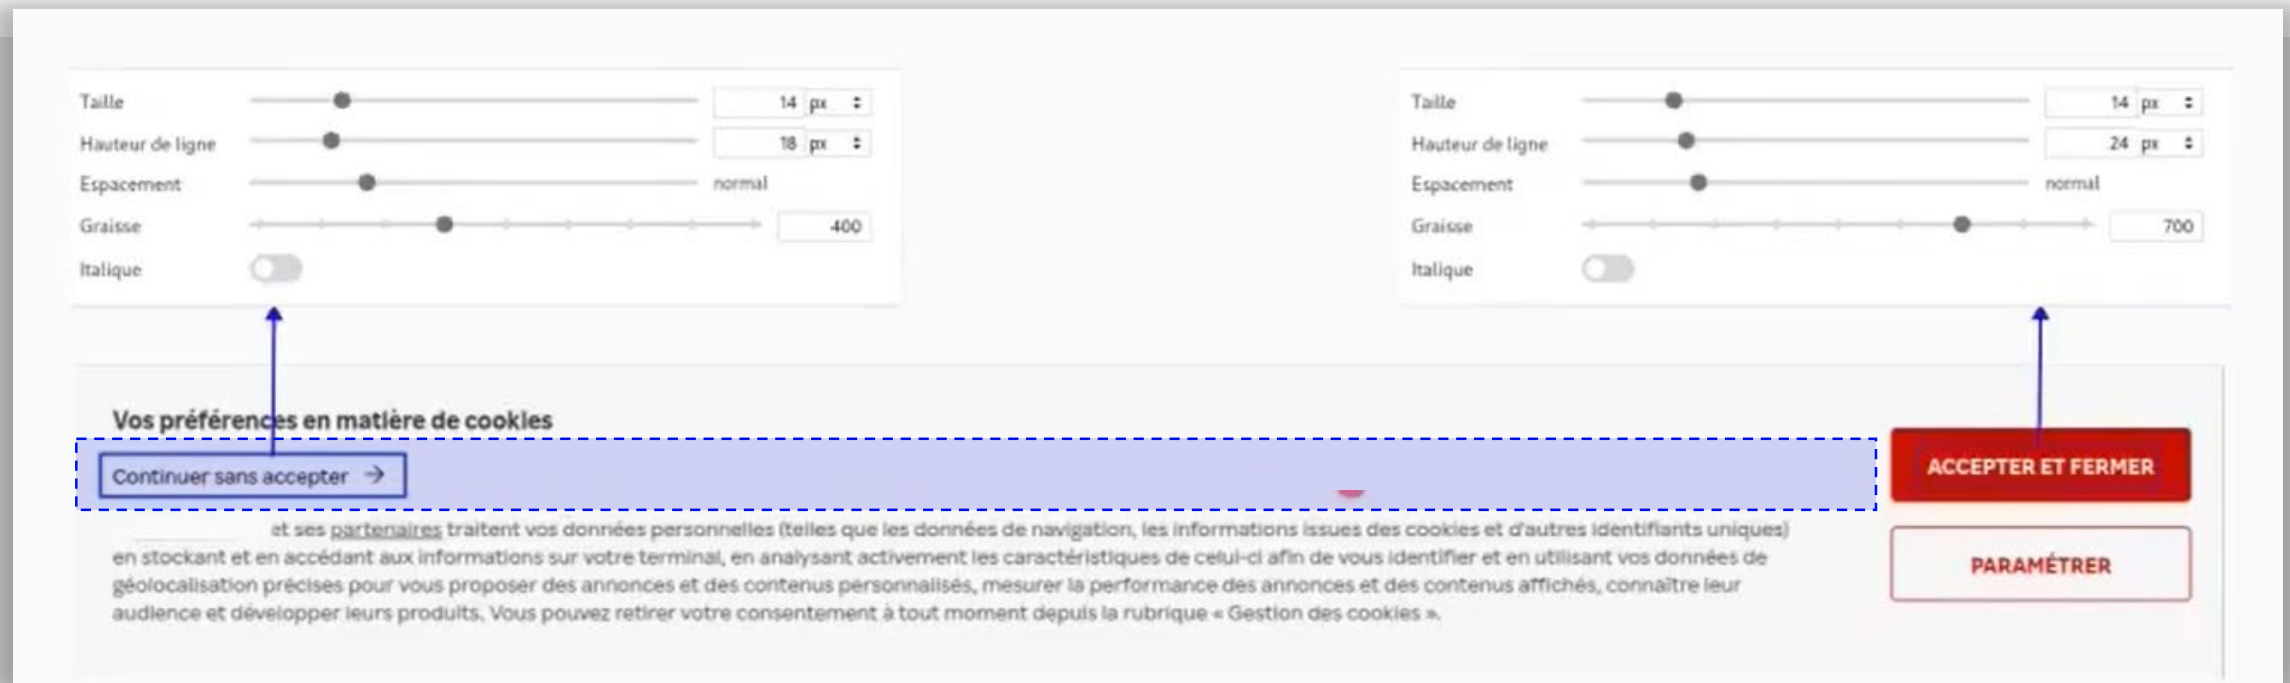 Taille 14 px
Hauteur de ligne 18 px
Espacement normal
Graisse 400
Italique
Taille 14 px
Hauteur de ligne 24 px
Espacement normal
Graisse 700
Italique
Vos préférences en matière de cookies
Continuer sans accepter →
et ses partenaires traitent vos données personnelles (telles que les données de navigation, les informations issues des cookies et d'autres identifiants uniques)
en stockant et en accédant aux informations sur votre terminal, en analysant activement les caractéristiques de celui-ci afin de vous identifier et en utilisant vos données de
géolocalisation précises pour vous proposer des annonces et des contenus personnalisés, mesurer la performance des annonces et des contenus affichés, connaître leur
audience et développer leurs produits. Vous pouvez retirer votre consentement à tout moment depuis la rubrique « Gestion des cookies ».
ACCEPTER ET FERMER
PARAMÉTRER